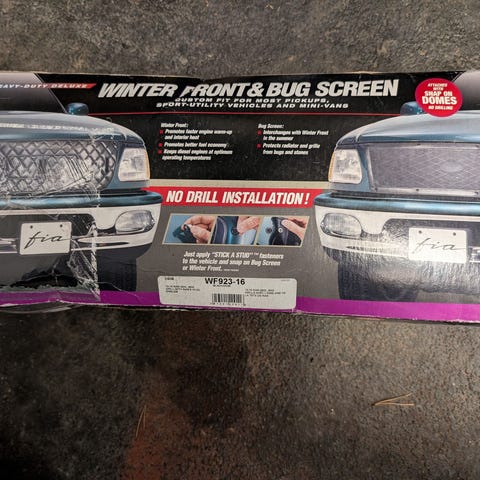 HEAVY-DUTY DELUXE
WINTER FRONT & BUG SCREEN
CUSTOM FIT FOR MOST PICKUPS,
SPORT-UTILITY VEHICLES AND MINI-VANS
ATTACHES WITH
SNAP ON
DOMES
NO DRILLING
Winter Front:
Promotes faster engine warm-up
and interior heat
Promotes better fuel economy
Keeps diesel engines at optimum
operating temperatures
Bug Screen:
Interchanges with Winter Front
in the summer
Protects radiator and grille
from bugs and stones
NO DRILL INSTALLATION!
fia
fia
Just apply "STICK A STUD"™ fasteners
to the vehicle and snap on Bug Screen
or Winter Front.
WF923-16